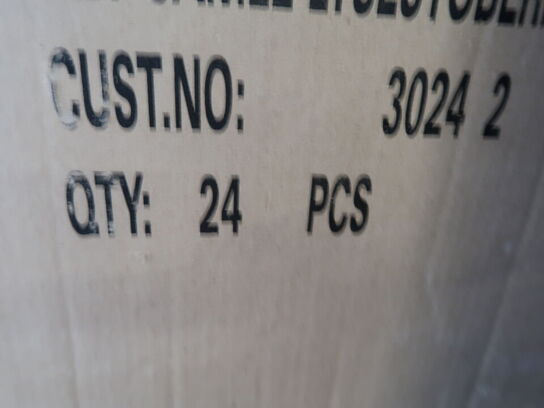 CUST.NO: 3024 2
QTY: 24 PCS